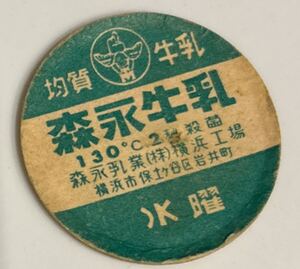 均質 牛乳
森永牛乳
130°C 2秒 殺菌
森永乳業(株)横浜工場
横浜市保土ケ谷区岩井町
水曜